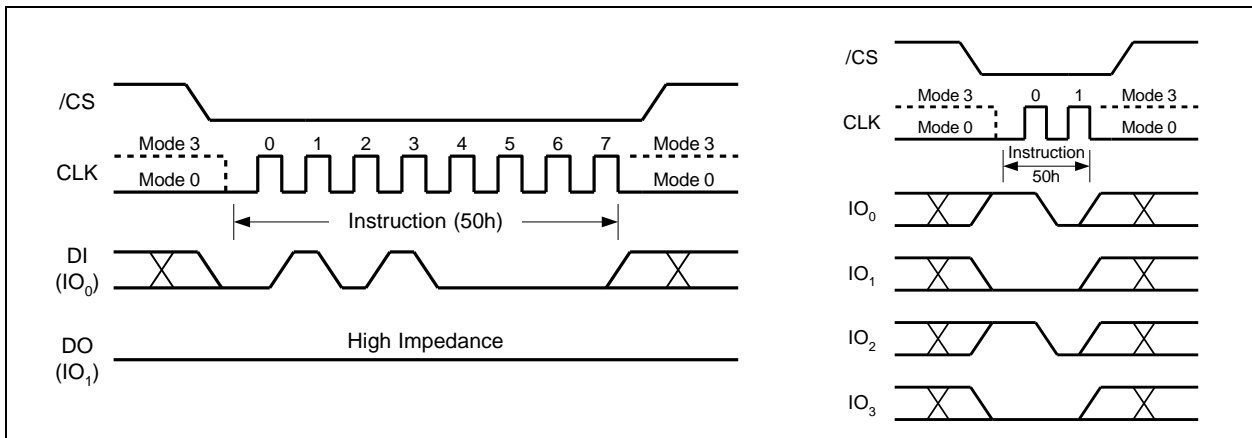 /CS
Mode 3 0 1 2 3 4 5 6 7 Mode 3
CLK Mode 0 Mode 0
Instruction (50h)
DI
(IO0)
DO High Impedance
(IO1)
/CS
Mode 3 0 1 Mode 3
CLK Mode 0 Mode 0
Instruction
50h
IO0
IO1
IO2
IO3